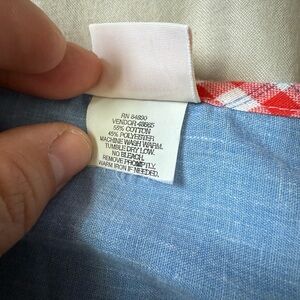 RN 84890
VENDOR 48665
55% COTTON
45% POLYESTER
MACHINE WASH WARM.
TUMBLE DRY LOW.
NO BLEACH.
REMOVE PROMPTLY.
WARM IRON IF NEEDED.